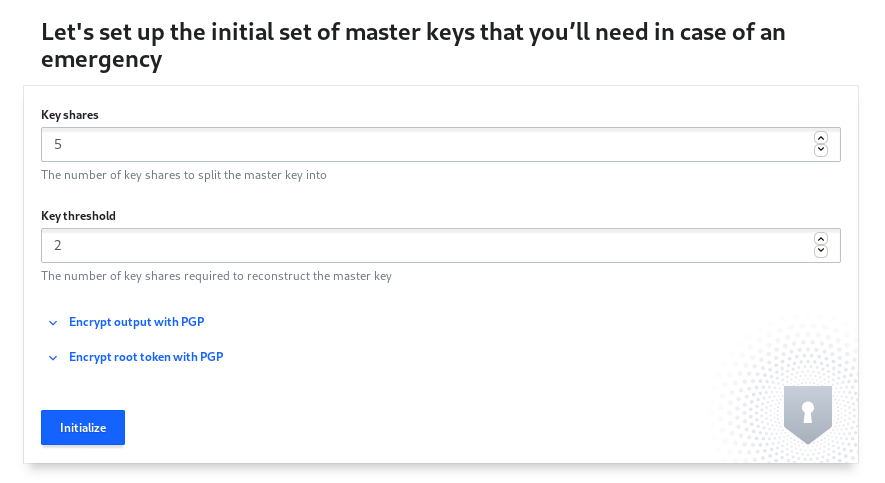 Let's set up the initial set of master keys that you’ll need in case of an
emergency
Key shares
5
The number of key shares to split the master key into
Key threshold
2
The number of key shares required to reconstruct the master key
Encrypt output with PGP
Encrypt root token with PGP
Initialize